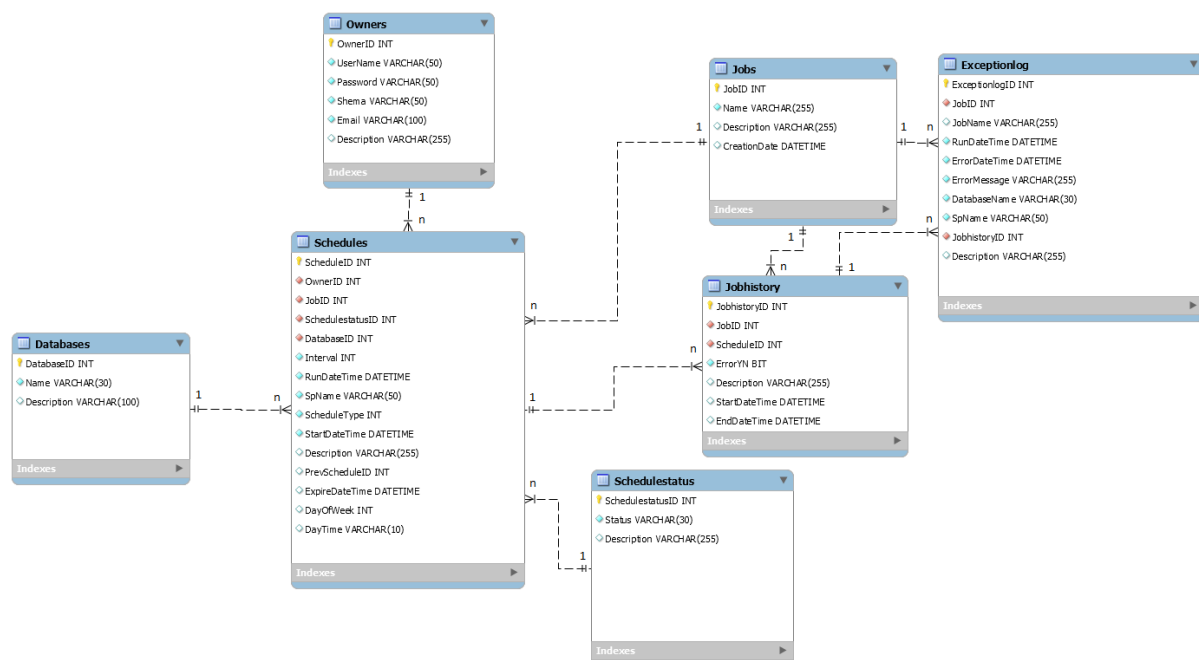 Owners
OwnerID INT
UserName VARCHAR(50)
Password VARCHAR(50)
Shema VARCHAR(50)
Email VARCHAR(100)
Description VARCHAR(255)
Indexes
1
n
Schedules
ScheduleID INT
OwnerID INT
JobID INT
SchedulestatusID INT
DatabaseID INT
Interval INT
RunDateTime DATETIME
SpName VARCHAR(50)
ScheduleType INT
StartDateTime DATETIME
Description VARCHAR(255)
PrevScheduleID INT
ExpireDateTime DATETIME
DayOfWeek INT
DayTime VARCHAR(10)
Indexes
Databases
DatabaseID INT
Name VARCHAR(30)
Description VARCHAR(100)
Indexes
1
n
Jobs
JobID INT
Name VARCHAR(255)
Description VARCHAR(255)
CreationDate DATETIME
Indexes
1
n
1
n
1
n
Exceptionlog
ExceptionlogID INT
JobID INT
JobName VARCHAR(255)
RunDateTime DATETIME
ErrorDateTime DATETIME
ErrorMessage VARCHAR(255)
DatabaseName VARCHAR(30)
SpName VARCHAR(50)
JobhistoryID INT
Description VARCHAR(255)
Indexes
n
1
Jobhistory
JobhistoryID INT
JobID INT
ScheduleID INT
ErrorYN BIT
Description VARCHAR(255)
StartDateTime DATETIME
EndDateTime DATETIME
Indexes
n
1
Schedulestatus
SchedulestatusID INT
Status VARCHAR(30)
Description VARCHAR(255)
Indexes
n
1